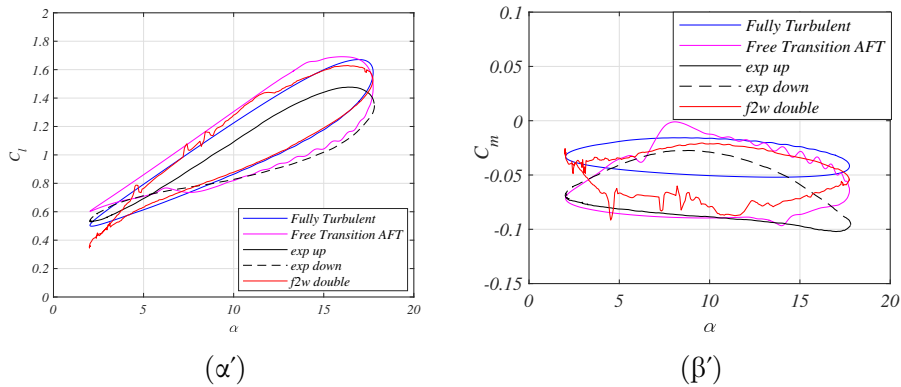 2
1.8
1.6
1.4
1.2
1
0.8
0.6
0.4
0.2
0
C_l
0 5 10 15 20
α
Fully Turbulent
Free Transition AFT
exp up
exp down
f2w double
(α΄)
0.1
0.05
0
-0.05
-0.1
-0.15
C_m
0 5 10 15 20
α
Fully Turbulent
Free Transition AFT
exp up
exp down
f2w double
(β΄)